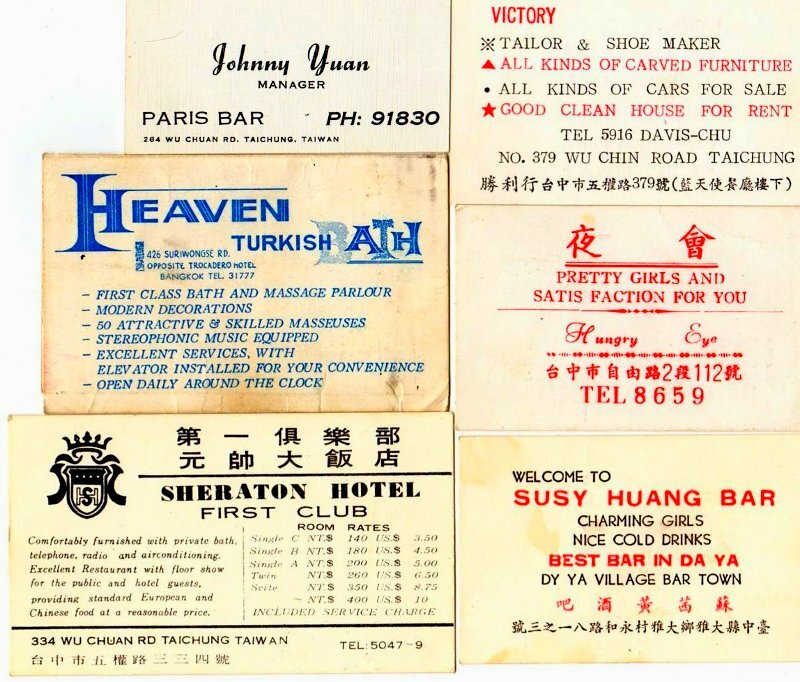 Johnny Yuan
MANAGER
PARIS BAR PH: 91830
264 WU CHUAN RD. TAICHUNG, TAIWAN
HEAVEN
TURKISH BATH
426 SURIWONGSE RD.
OPPOSITE TROCADERO HOTEL
BANGKOK TEL. 31777
- FIRST CLASS BATH AND MASSAGE PARLOUR
- MODERN DECORATIONS
- 50 ATTRACTIVE & SKILLED MASSEUSES
- STEREOPHONIC MUSIC EQUIPPED
- EXCELLENT SERVICES, WITH
ELEVATOR INSTALLED FOR YOUR CONVENIENCE
- OPEN DAILY AROUND THE CLOCK
第一俱樂部
元帥大飯店
SHERATON HOTEL
FIRST CLUB
ROOM RATES
Comfortably furnished with private bath,
telephone, radio and airconditioning.
Excellent Restaurant with floor show
for the public and hotel guests,
providing standard European and
Chinese food at a reasonable price.
Single C NT.$ 140 US.$ 3.50
Single B NT.$ 180 US.$ 4.50
Single A NT.$ 200 US.$ 5.00
Twin NT.$ 260 US.$ 6.50
Suite NT.$ 350 US.$ 8.75
~ NT.$ 400 US.$ 10
INCLUDED SERVICE CHARGE
334 WU CHUAN RD TAICHUNG TAIWAN
台中市五權路三三四號
TEL: 5047-9
VICTORY
※ TAILOR & SHOE MAKER
▲ ALL KINDS OF CARVED FURNITURE
• ALL KINDS OF CARS FOR SALE
★ GOOD CLEAN HOUSE FOR RENT
TEL 5916 DAVIS-CHU
NO. 379 WU CHIN ROAD TAICHUNG
勝利行台中市五權路379號(藍天使餐廳樓下)
夜會
PRETTY GIRLS AND
SATIS FACTION FOR YOU
Hungry Eye
台中市自由路2段112號
TEL 8659
WELCOME TO
SUSY HUANG BAR
CHARMING GIRLS
NICE COLD DRINKS
BEST BAR IN DA YA
DY YA VILLAGE BAR TOWN
吧酒黃茜蘇
號三之一十八路和永村雅大鄉雅大縣中臺